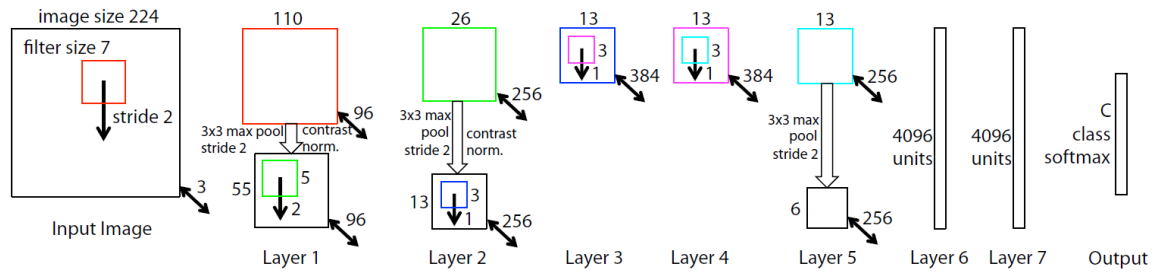 image size 224
filter size 7
stride 2
3
Input Image
110
96
3x3 max pool
stride 2
contrast
norm.
55
5
2
96
Layer 1
26
256
3x3 max
pool
stride 2
contrast
norm.
13
3
1
256
Layer 2
13
3
1
384
Layer 3
13
3
1
384
Layer 4
13
256
3x3 max
pool
stride 2
6
256
Layer 5
4096
units
Layer 6
4096
units
Layer 7
C
class
softmax
Output